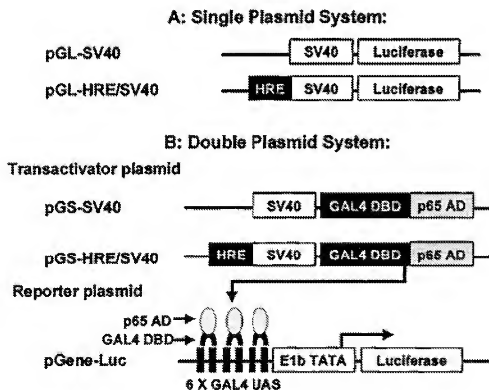 A: Single Plasmid System:
pGL-SV40 SV40 Luciferase
pGL-HRE/SV40 HRE SV40 Luciferase
B: Double Plasmid System:
Transactivator plasmid
pGS-SV40 SV40 GAL4 DBD p65 AD
pGS-HRE/SV40 HRE SV40 GAL4 DBD p65 AD
Reporter plasmid
p65 AD
GAL4 DBD
pGene-Luc E1b TATA Luciferase
6 X GAL4 UAS